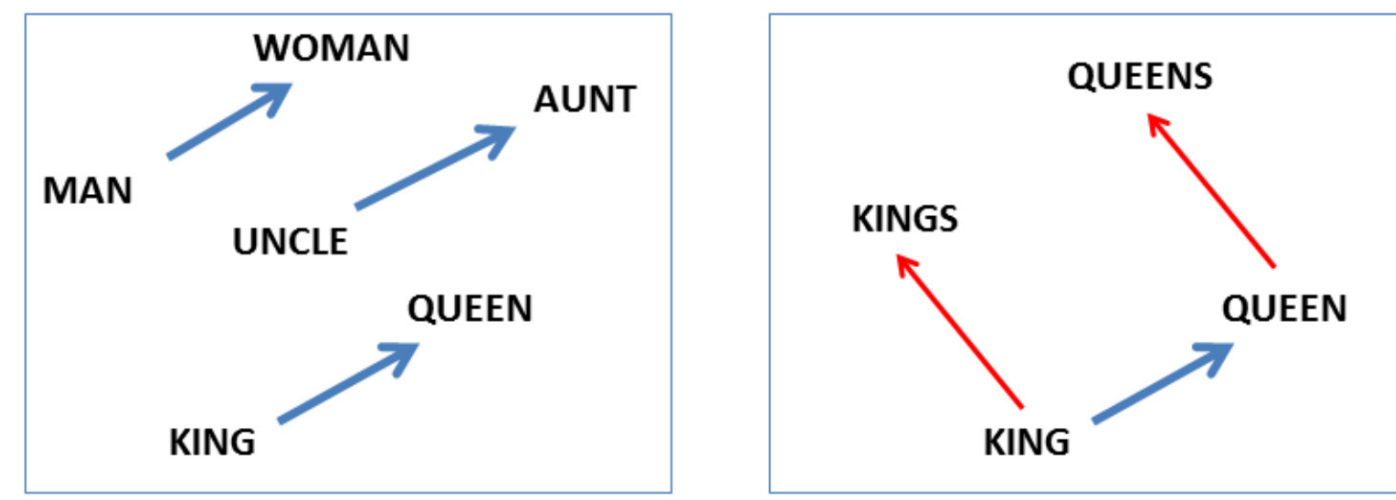 WOMAN
AUNT
MAN
UNCLE
QUEEN
KING
QUEENS
KINGS
QUEEN
KING